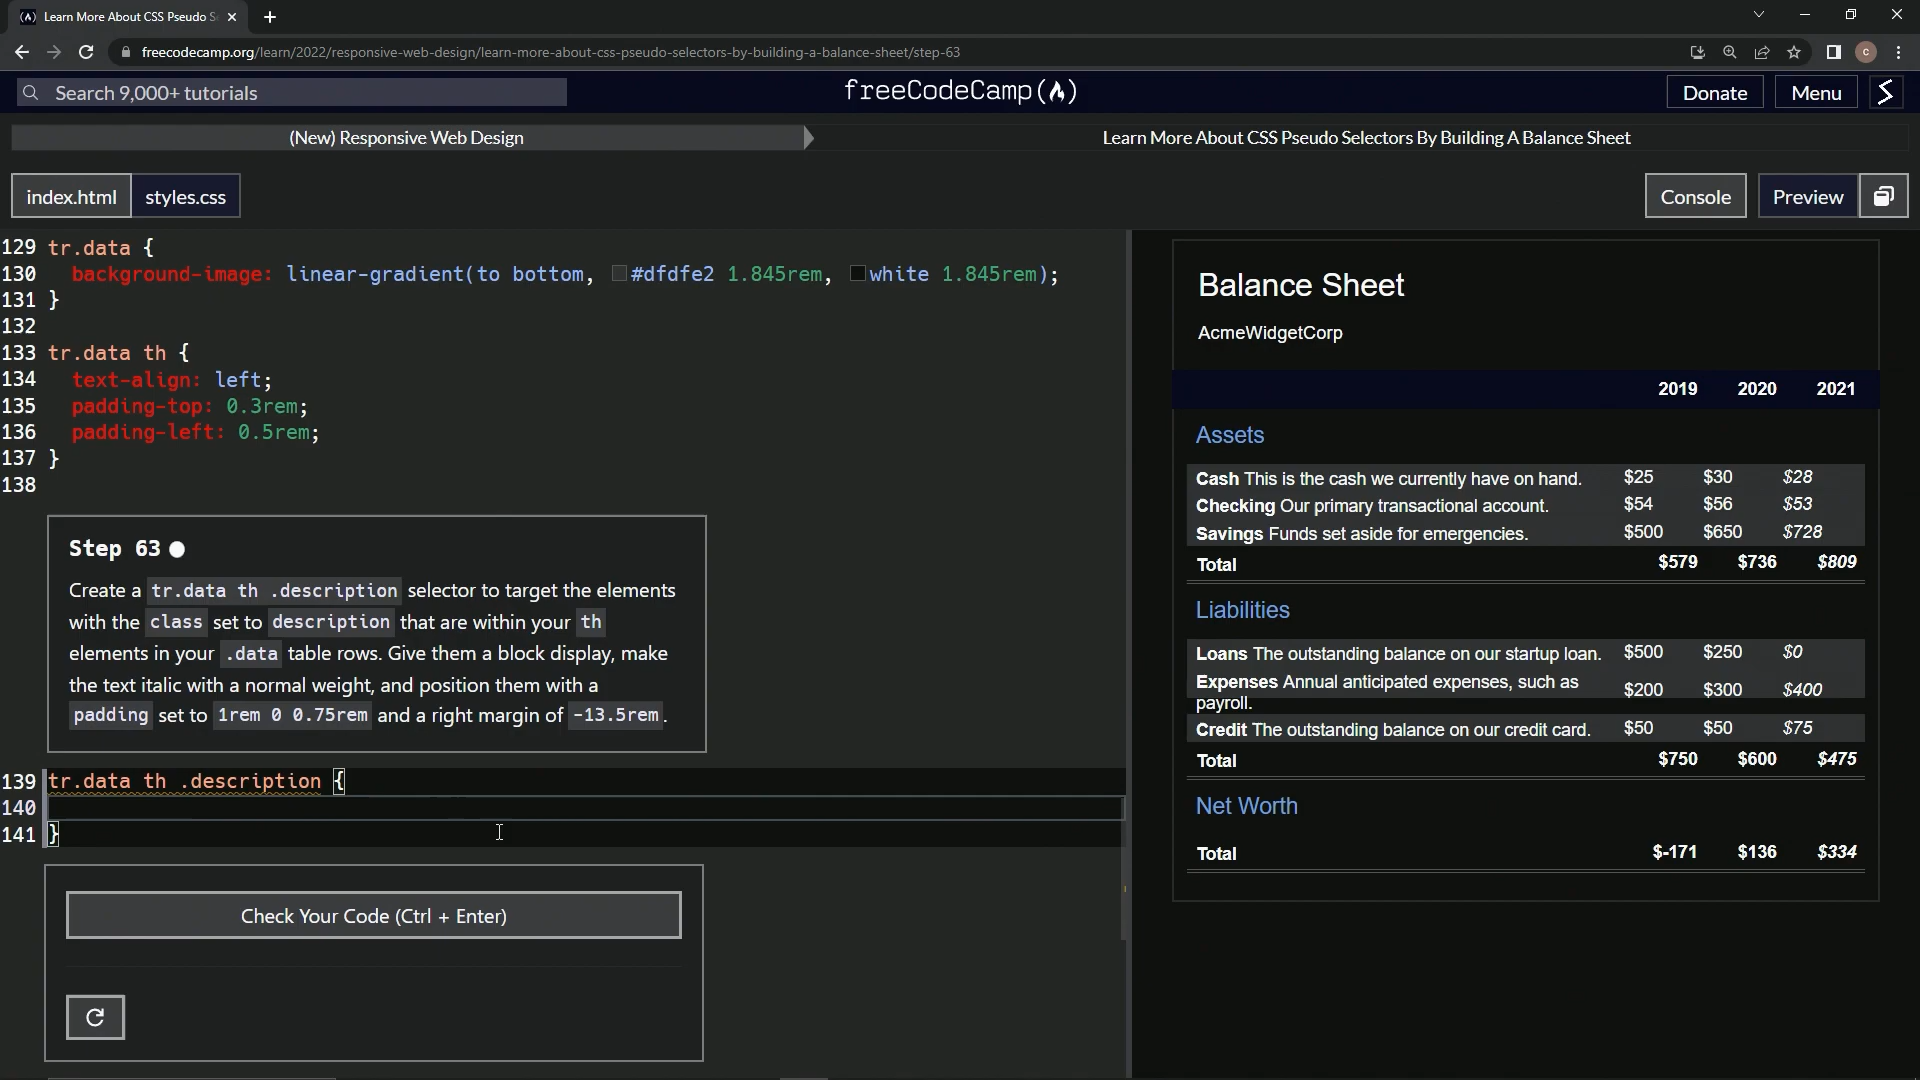 Learn More About CSS Pseudo S
freecodecamp.org/learn/2022/responsive-web-design/learn-more-about-css-pseudo-selectors-by-building-a-balance-sheet/step-63
C
Search 9,000+ tutorials
freeCodeCamp
Donate
Menu
(New) Responsive Web Design
Learn More About CSS Pseudo Selectors By Building A Balance Sheet
index.html
styles.css
Console
Preview
129 tr.data {
130 background-image: linear-gradient(to bottom, #dfdfe2 1.845rem, white 1.845rem);
131 }
132
133 tr.data th {
134 text-align: left;
135 padding-top: 0.3rem;
136 padding-left: 0.5rem;
137 }
138
Step 63
Create a tr.data th .description selector to target the elements
with the class set to description that are within your th
elements in your .data table rows. Give them a block display, make
the text italic with a normal weight, and position them with a
padding set to 1rem 0 0.75rem and a right margin of -13.5rem.
139 tr.data th .description {
140
141 }
Check Your Code (Ctrl + Enter)
Balance Sheet
AcmeWidgetCorp
2019 2020 2021
Assets
Cash This is the cash we currently have on hand. $25 $30 $28
Checking Our primary transactional account. $54 $56 $53
Savings Funds set aside for emergencies. $500 $650 $728
Total $579 $736 $809
Liabilities
Loans The outstanding balance on our startup loan. $500 $250 $0
Expenses Annual anticipated expenses, such as
payroll. $200 $300 $400
Credit The outstanding balance on our credit card. $50 $50 $75
Total $750 $600 $475
Net Worth
Total $-171 $136 $334